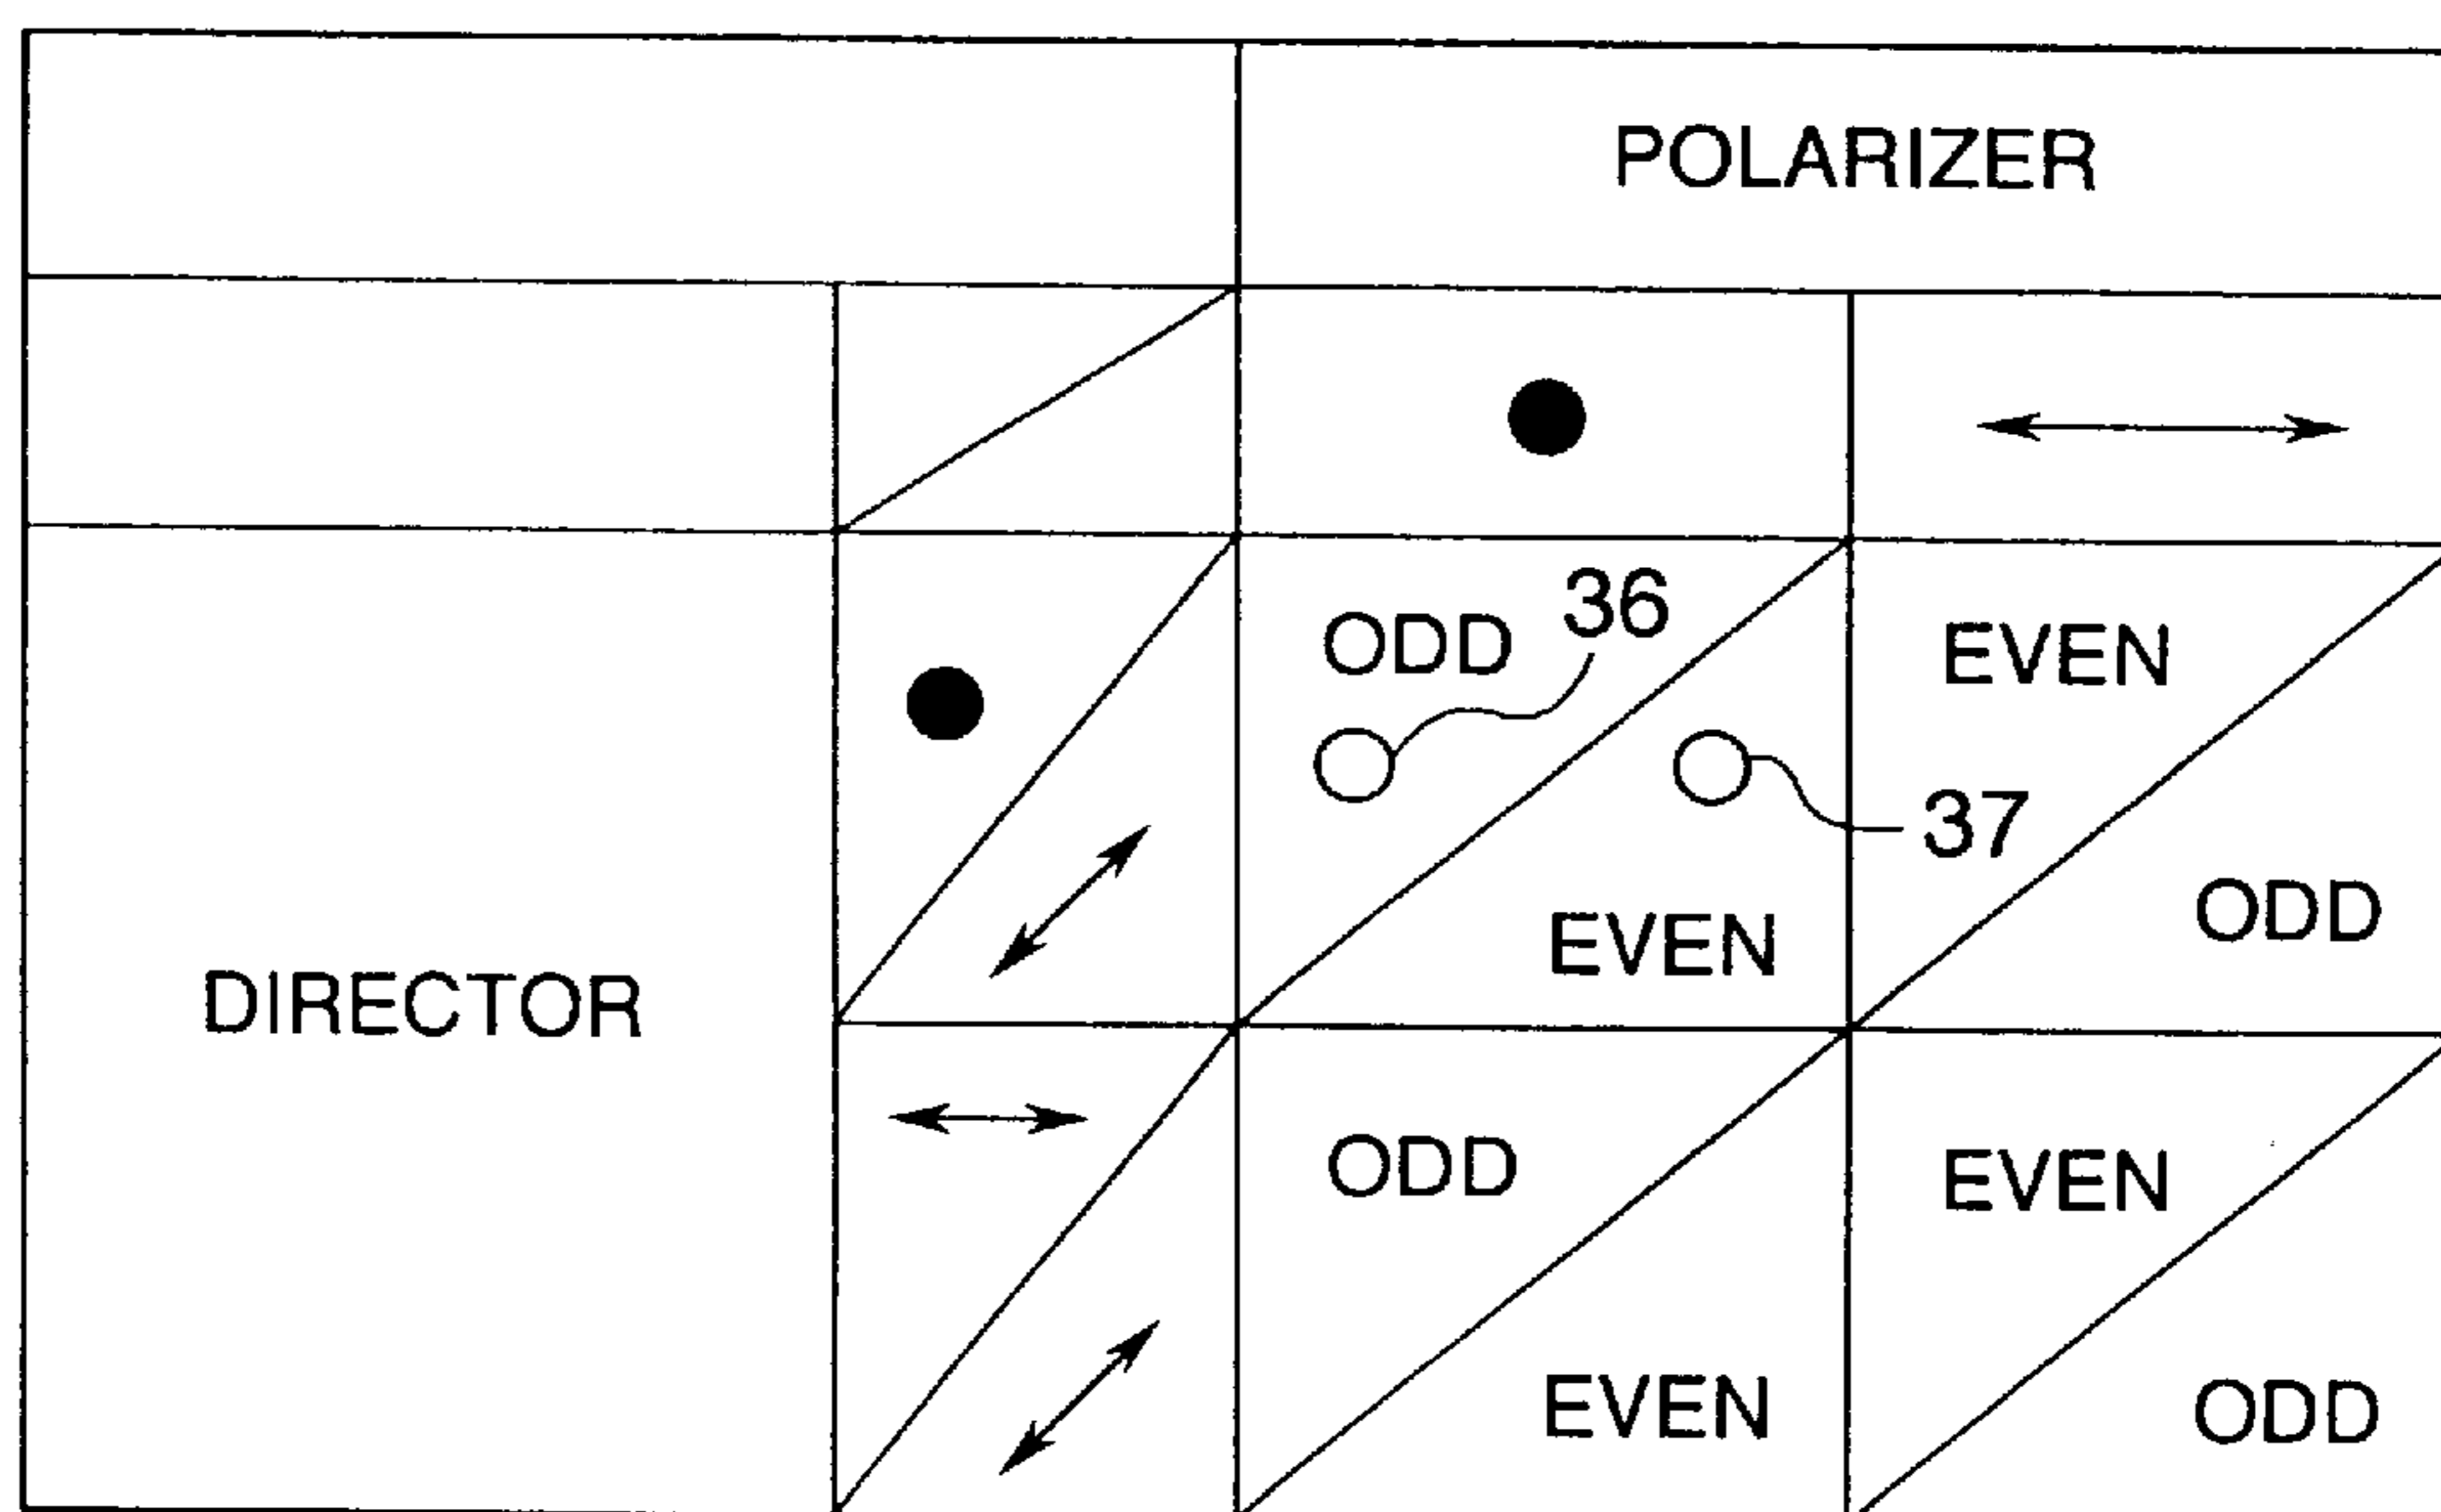 POLARIZER
ODD 36
EVEN
37
ODD
EVEN
DIRECTOR
ODD
EVEN
EVEN
ODD